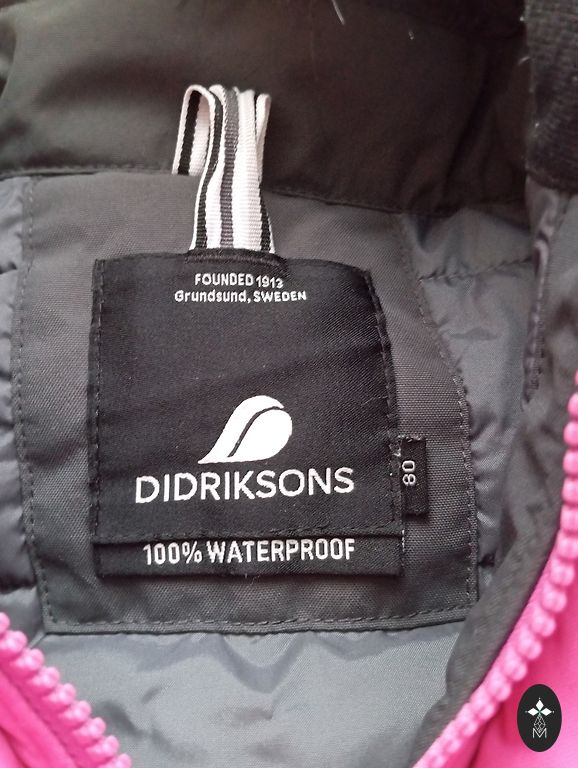 FOUNDED 1913
Grundsund, SWEDEN
DIDRIKSONS
80
100% WATERPROOF
M